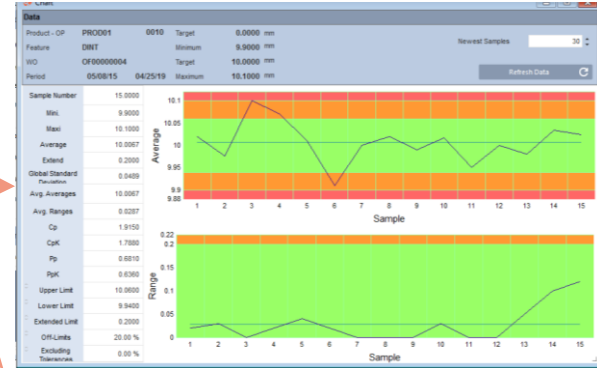 Chart
Data
Product - OP PROD01 0010 Target 0.0000 mm
Feature DINT Minimum 9.9000 mm
WO OF00000004 Target 10.0000 mm
Period 05/08/15 04/25/19 Maximum 10.1000 mm
Newest Samples 30
Refresh Data
Sample Number 15.0000
Mini. 9.9000
Maxi 10.1000
Average 10.0067
Extend 0.2000
Global Standard Deviation 0.0489
Avg. Averages 10.0067
Avg. Ranges 0.0287
Cp 1.9150
CpK 1.7880
Pp 0.6810
PpK 0.6360
Upper Limit 10.0600
Lower Limit 9.9400
Extended Limit 0.2000
Off-Limits 20.00 %
Excluding Tolerances 0.00 %
Average
10.1
10.05
10
9.95
9.9
9.88
1 2 3 4 5 6 7 8 9 10 11 12 13 14 15
Sample
Range
0.22
0.2
0.15
0.1
0.05
0
1 2 3 4 5 6 7 8 9 10 11 12 13 14 15
Sample